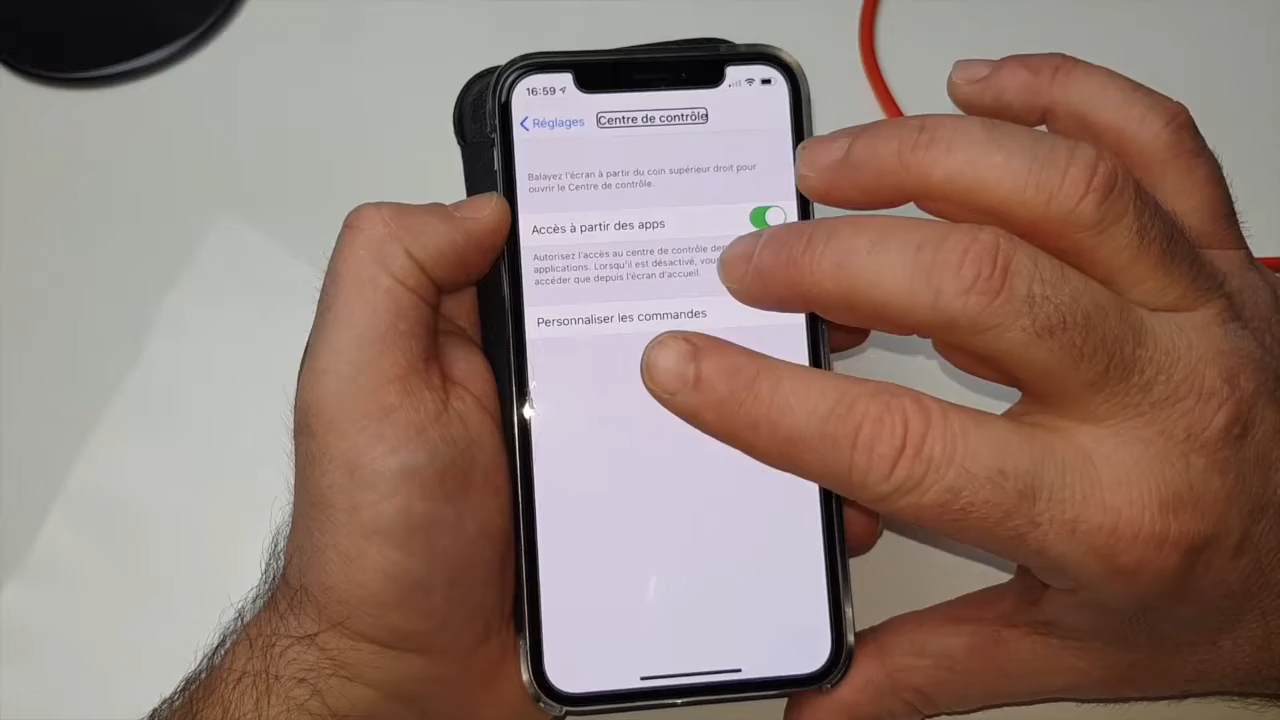 16:59
Réglages
Centre de contrôle
Balayez l'écran à partir du coin supérieur droit pour
ouvrir le Centre de contrôle.
Accès à partir des apps
Autorisez l'accès au centre de contrôle
applications. Lorsqu'il est désactivé,
accéder que depuis l'écran d'accueil.
Personnaliser les commandes